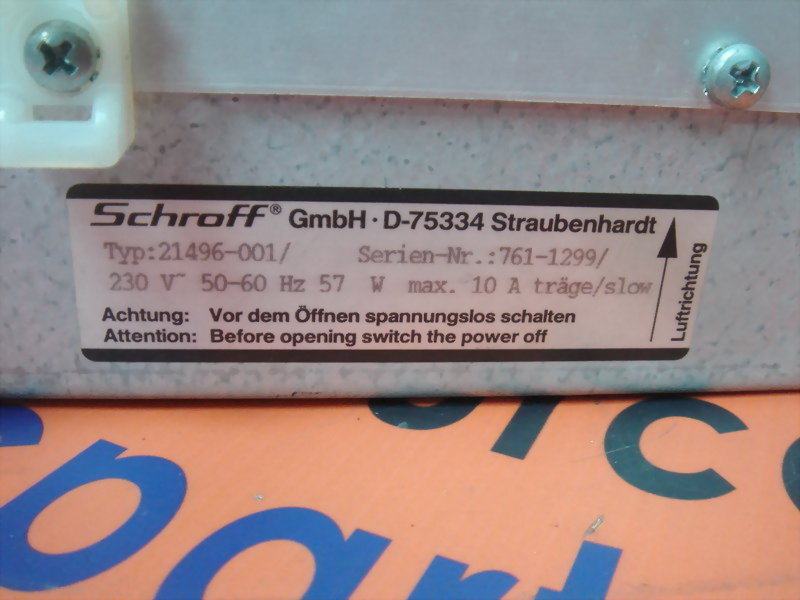 Schroff® GmbH · D-75334 Straubenhardt
Typ:21496-001/ Serien-Nr.:761-1299/
230 V~ 50-60 Hz 57 W max. 10 A träge/slow
Achtung: Vor dem Öffnen spannungslos schalten
Attention: Before opening switch the power off
Luftrichtung